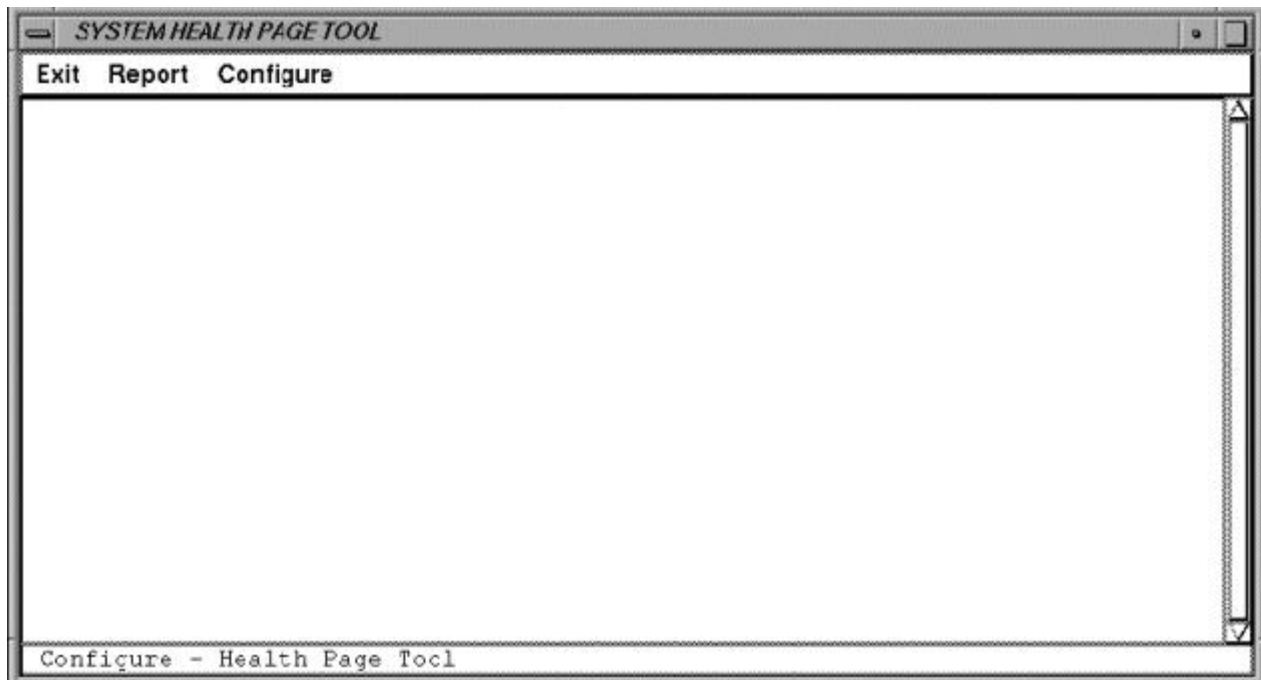 SYSTEM HEALTH PAGE TOOL
Exit Report Configure
Configure - Health Page Tool